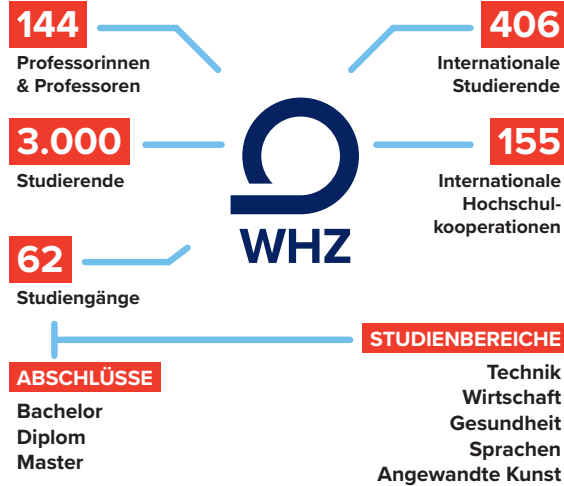 144
Professorinnen
& Professoren
406
Internationale
Studierende
3.000
Studierende
155
Internationale
Hochschul-
kooperationen
WHZ
62
Studiengänge
STUDIENBEREICHE
Technik
Wirtschaft
Gesundheit
Sprachen
Angewandte Kunst
ABSCHLÜSSE
Bachelor
Diplom
Master